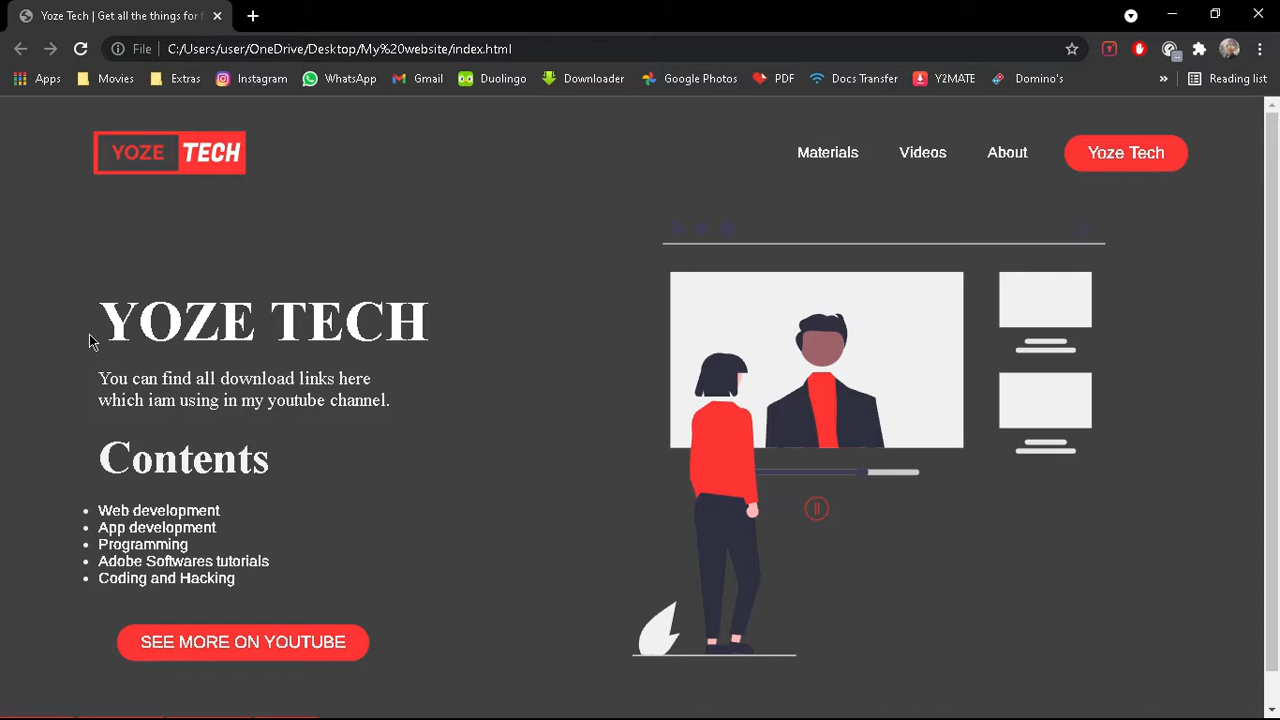 Yoze Tech | Get all the things for f
File C:/Users/user/OneDrive/Desktop/My%20website/index.html
Apps Movies Extras Instagram WhatsApp Gmail Duolingo Downloader Google Photos PDF Docs Transfer Y2MATE Domino's » Reading list
YOZE TECH Materials Videos About Yoze Tech
YOZE TECH
You can find all download links here
which iam using in my youtube channel.
Contents
Web development
App development
Programming
Adobe Softwares tutorials
Coding and Hacking
SEE MORE ON YOUTUBE